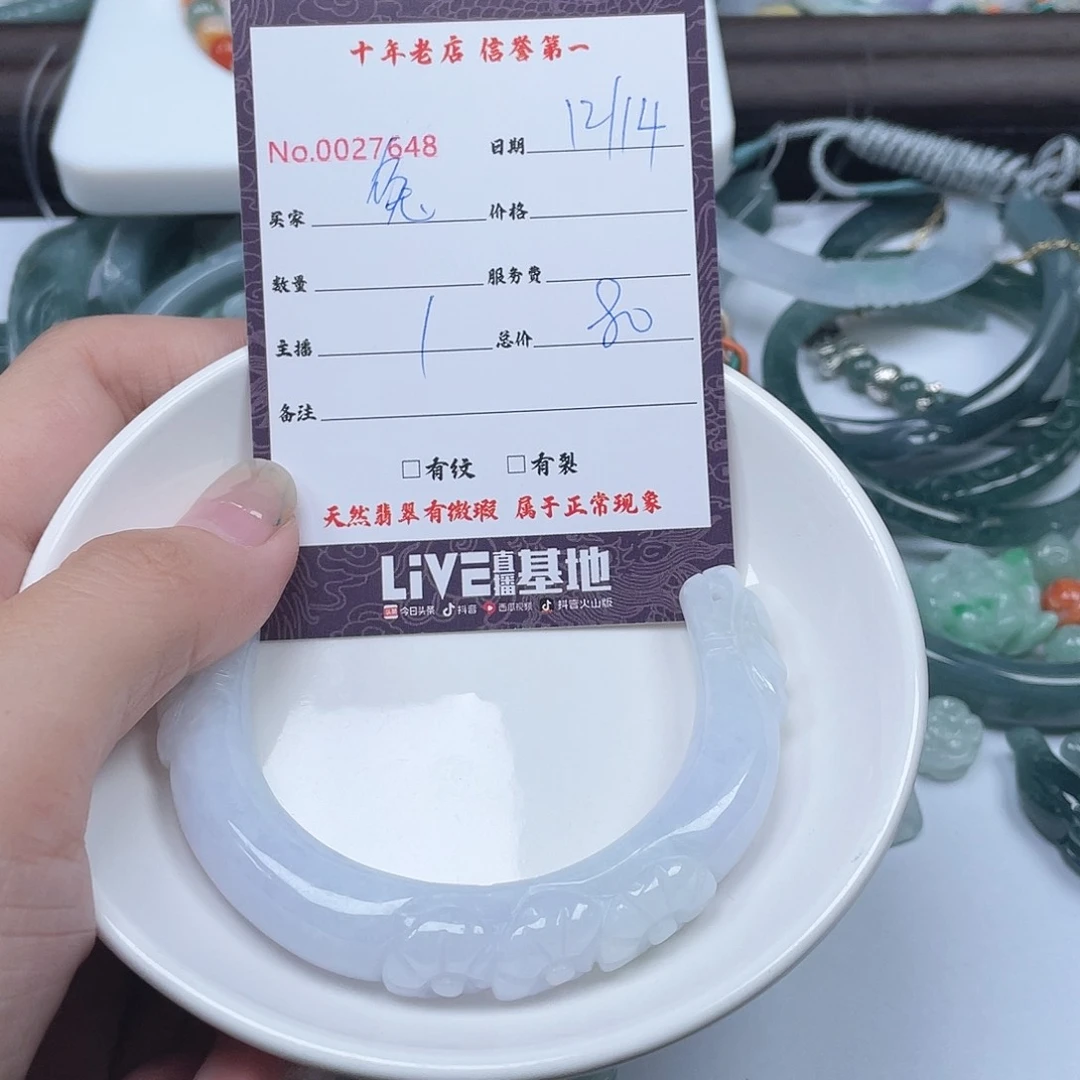 十年老店 信誉第一
No.0027648 日期 12/14
买家 价格
数量 服务费
主播 1 总价 80
备注
□有纹 □有裂
天然翡翠有微瑕 属于正常现象
LiVE直播基地
头条 今日头条 抖音 西瓜视频 抖音火山版